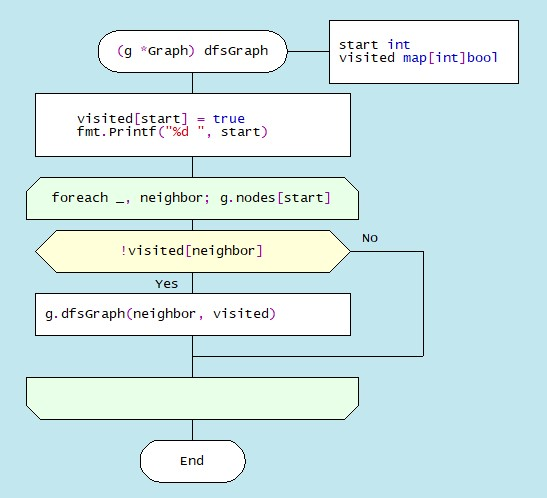 (g *Graph) dfsGraph
start int
visited map[int]bool
visited[start] = true
fmt.Printf("%d ", start)
foreach _, neighbor; g.nodes[start]
!visited[neighbor]
No
Yes
g.dfsGraph(neighbor, visited)
End